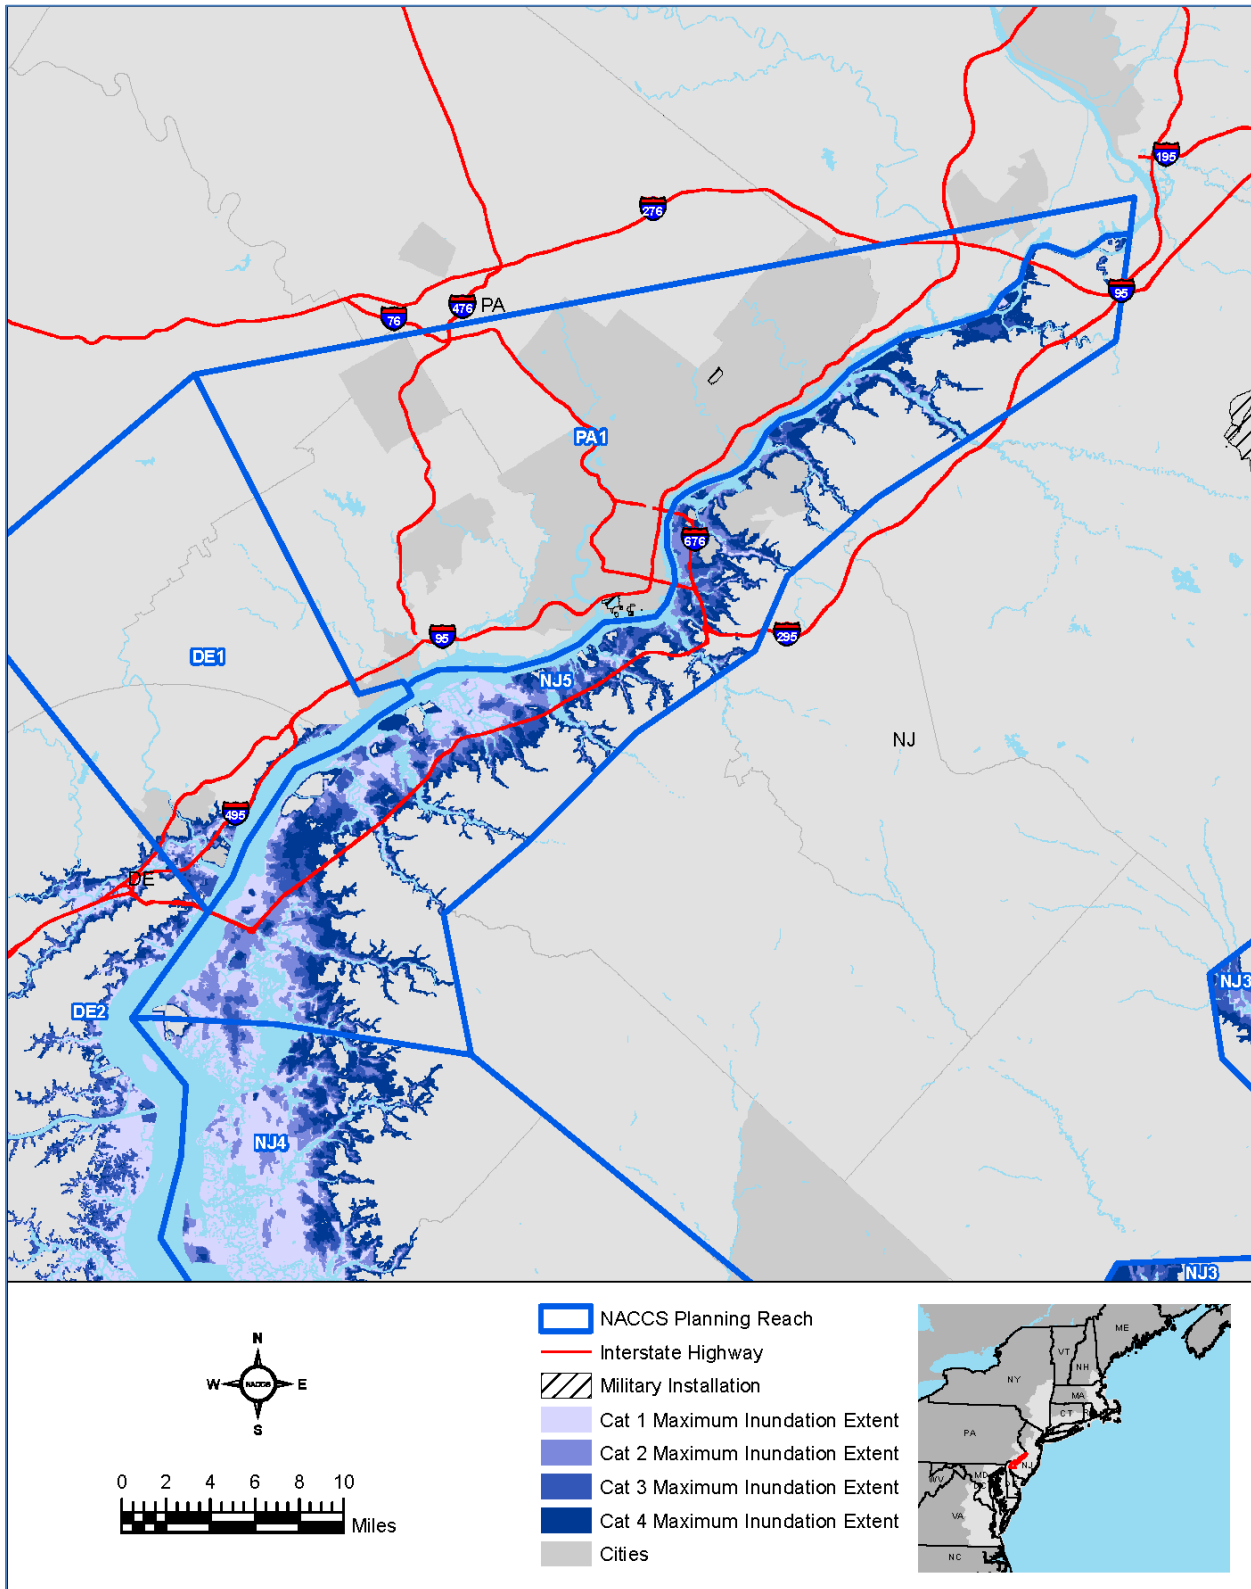 195
276
95
76
476
PA
PA1
676
295
95
DE1
NJ5
NJ
495
DE
NJ3
DE2
NJ4
NJ3
N
W
NACCS
E
S
0 2 4 6 8 10
Miles
NACCS Planning Reach
Interstate Highway
Military Installation
Cat 1 Maximum Inundation Extent
Cat 2 Maximum Inundation Extent
Cat 3 Maximum Inundation Extent
Cat 4 Maximum Inundation Extent
Cities
ME
VT
NH
NY
MA
CT
PA
NJ
MD
WV
VA
NC